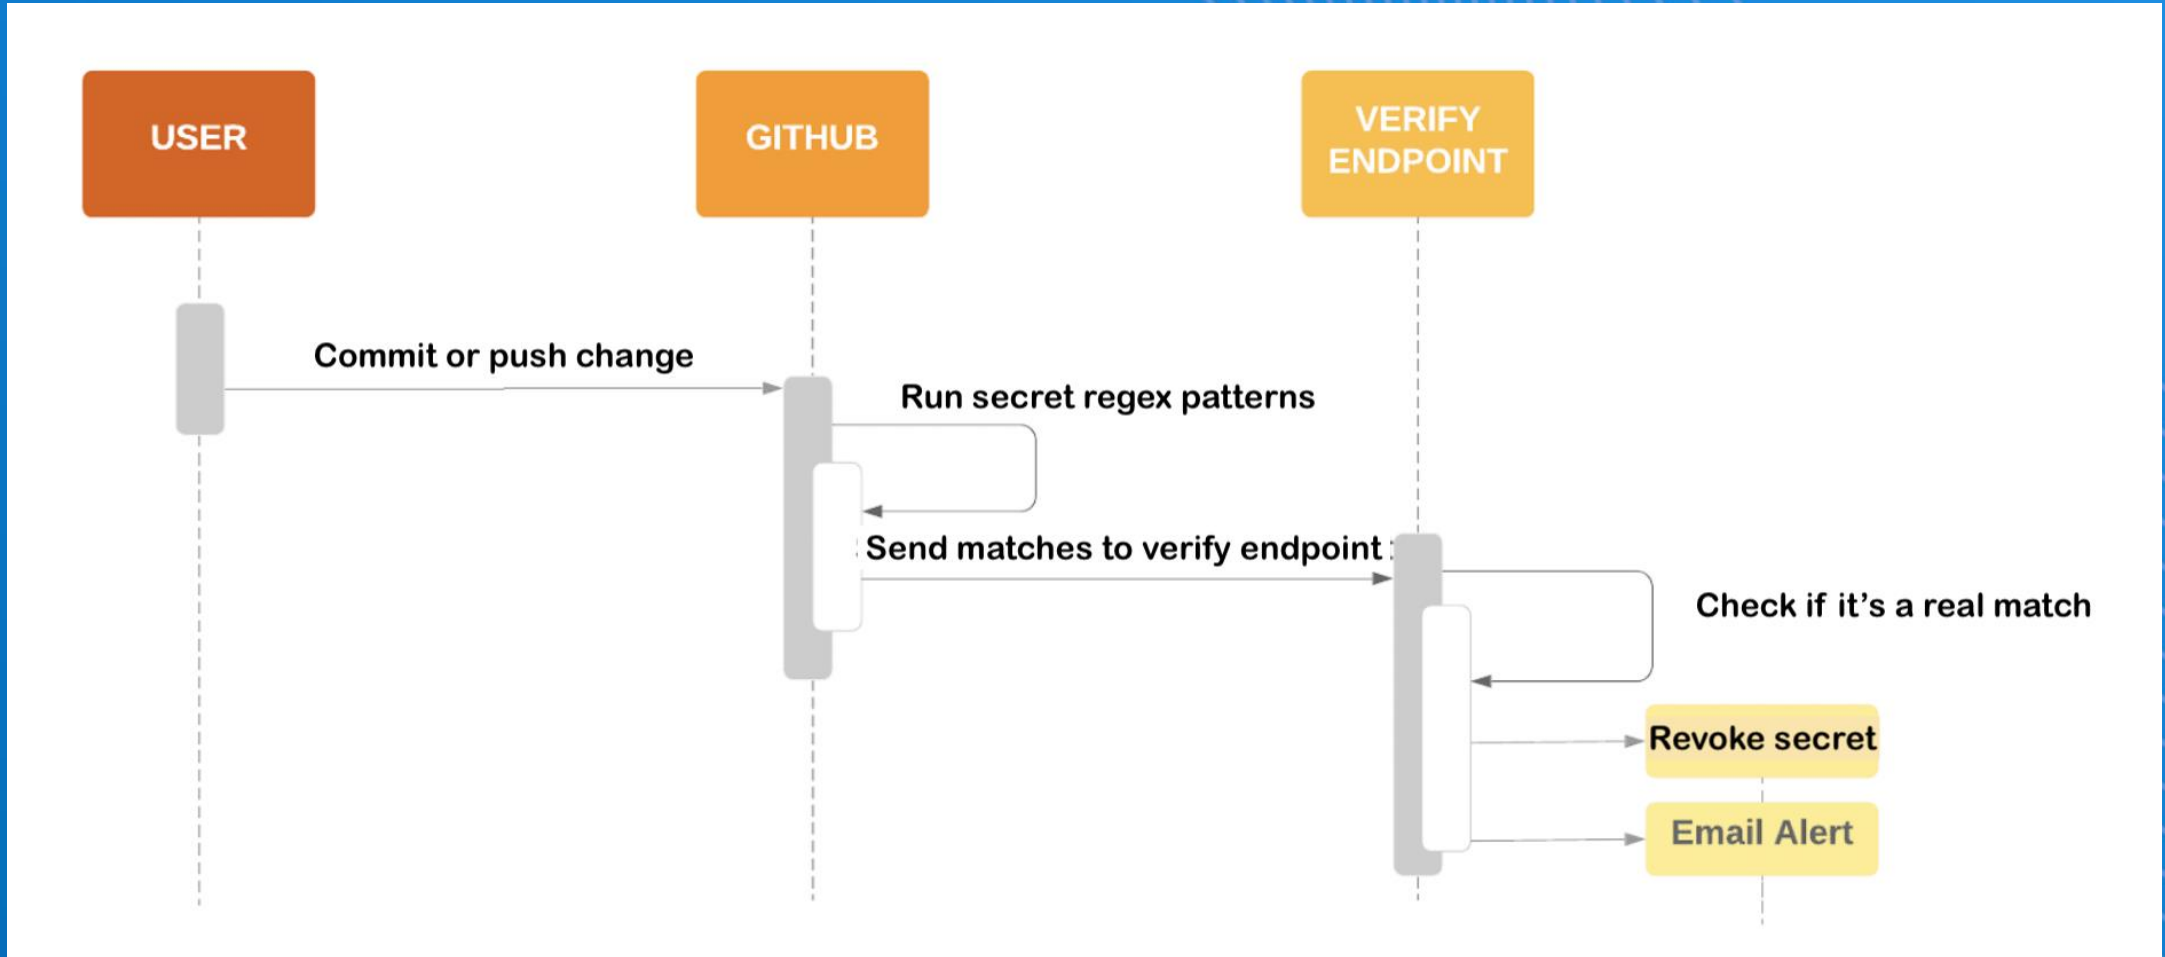 USER
GITHUB
VERIFY
ENDPOINT
Commit or push change
Run secret regex patterns
Send matches to verify endpoint
Check if it's a real match
Revoke secret
Email Alert